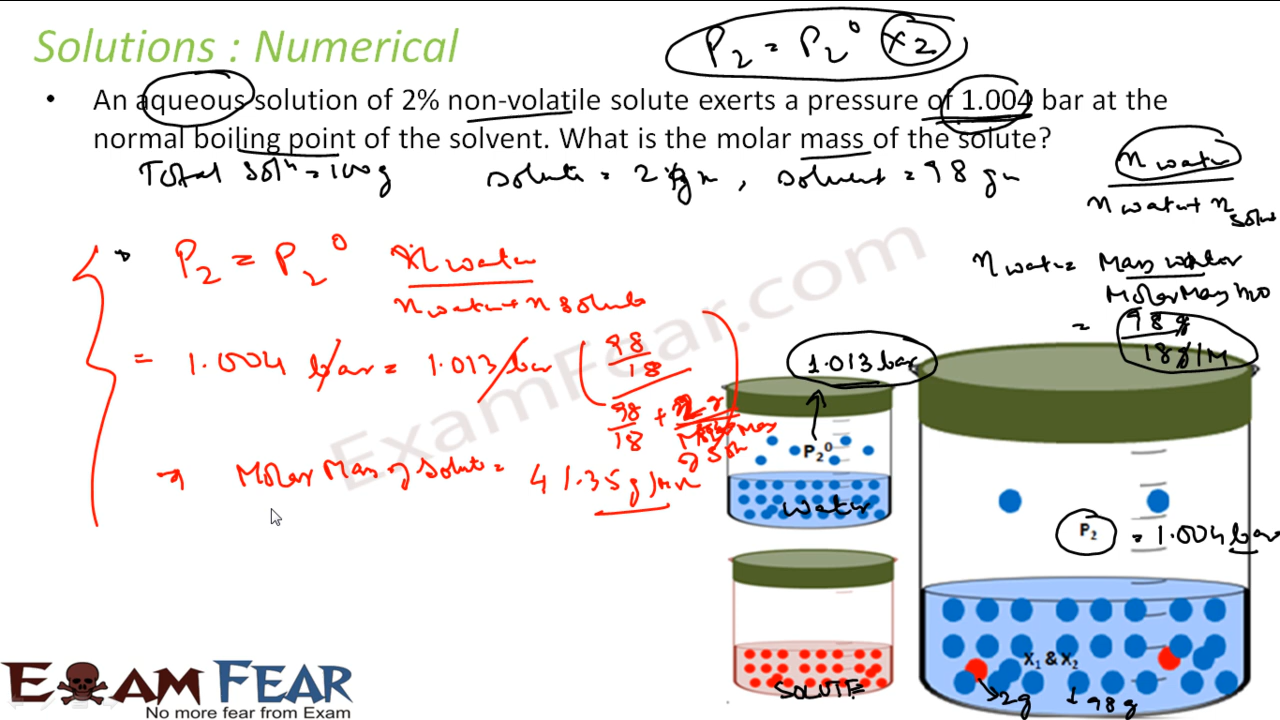 Solutions : Numerical
P₂ = P₂⁰ x₂
• An aqueous solution of 2% non-volatile solute exerts a pressure of 1.004 bar at the
normal boiling point of the solvent. What is the molar mass of the solute?
Total Solⁿ = 100g solute = 2 gm , solvent = 98 gm
n water
n water + n solute
P₂ = P₂⁰ n water
n water + n solute
n water = Mass water
Molar Mass H₂O
= 98 g
18 g/M
= 1.004 bar = 1.013 bar ( 98
18
98
18 + 2
1.013 bar
P₂⁰
→ Molar Mass of Solute = 41.35 g/
water
P₂ = 1.004 bar
X₁ & X₂
2g 98g
SOLUTE
ExamFear.com
EXAM FEAR
No more fear from Exam